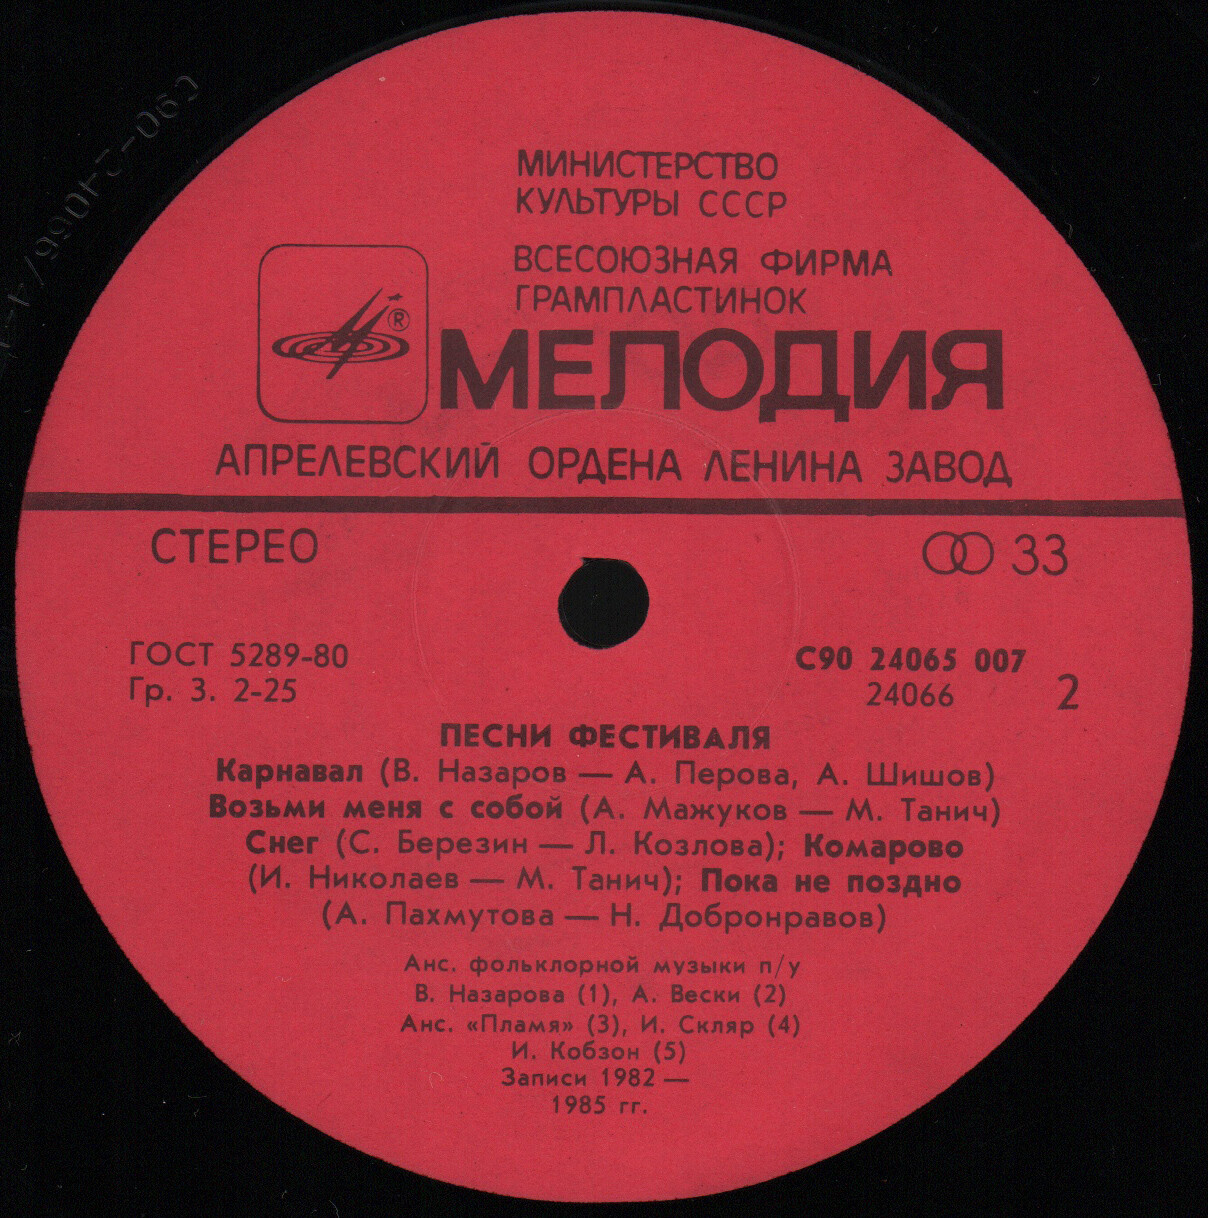 МИНИСТЕРСТВО
КУЛЬТУРЫ СССР
ВСЕСОЮЗНАЯ ФИРМА
ГРАМПЛАСТИНОК
®
МЕЛОДИЯ
АПРЕЛЕВСКИЙ ОРДЕНА ЛЕНИНА ЗАВОД
СТЕРЕО
33
ГОСТ 5289-80
Гр. 3. 2-25
С90 24065 007
24066
2
ПЕСНИ ФЕСТИВАЛЯ
Карнавал (В. Назаров — А. Перова, А. Шишов)
Возьми меня с собой (А. Мажуков — М. Танич)
Снег (С. Березин — Л. Козлова); Комарово
(И. Николаев — М. Танич); Пока не поздно
(А. Пахмутова — Н. Добронравов)
Анс. фольклорной музыки п/у
В. Назарова (1), А. Вески (2)
Анс. «Пламя» (3), И. Скляр (4)
И. Кобзон (5)
Записи 1982 —
1985 гг.